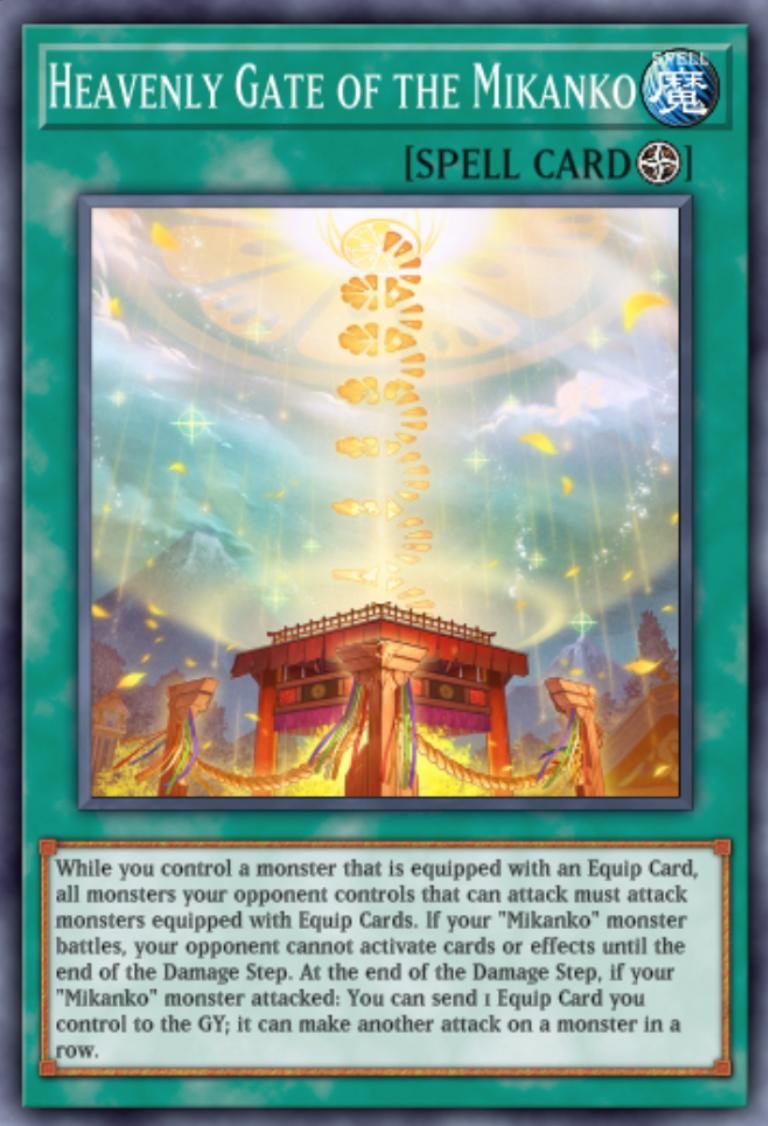 HEAVENLY GATE OF THE MIKANKO
SPELL
魔
[SPELL CARD]
While you control a monster that is equipped with an Equip Card,
all monsters your opponent controls that can attack must attack
monsters equipped with Equip Cards. If your "Mikanko" monster
battles, your opponent cannot activate cards or effects until the
end of the Damage Step. At the end of the Damage Step, if your
"Mikanko" monster attacked: You can send 1 Equip Card you
control to the GY; it can make another attack on a monster in a
row.